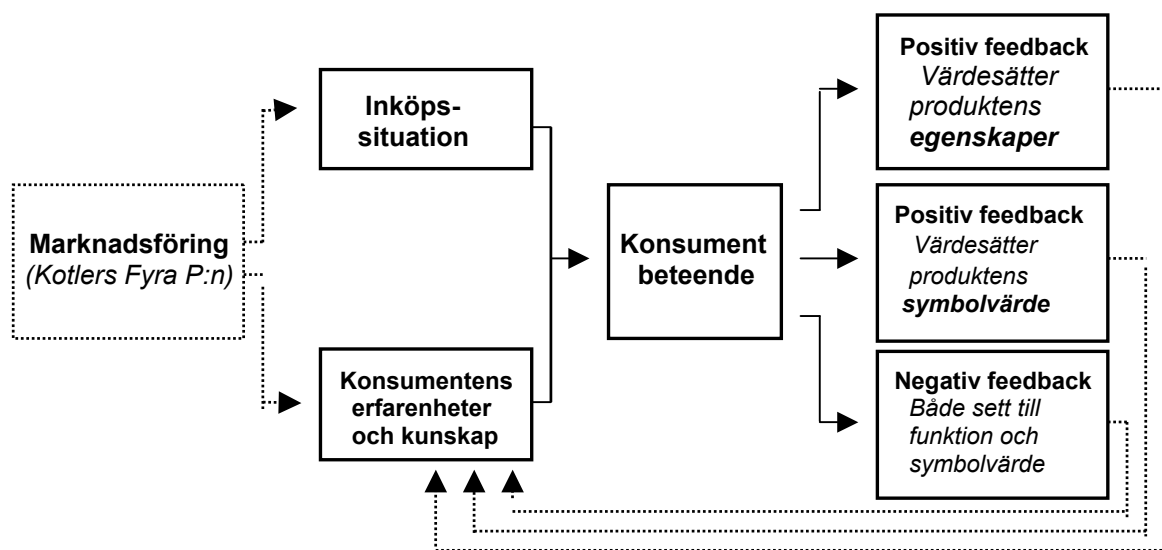 Marknadsföring
(Kotlers Fyra P:n)
Inköps-
situation
Konsumentens
erfarenheter
och kunskap
Konsument
beteende
Positiv feedback
Värdesätter
produktens
egenskaper
Positiv feedback
Värdesätter
produktens
symbolvärde
Negativ feedback
Både sett till
funktion och
symbolvärde